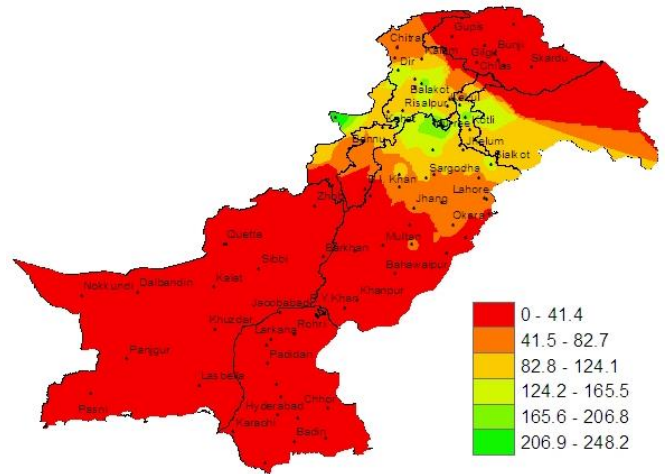 Gupis
Chitral
Kalam
Gilgit
Bunji
Dir
Chilas
Skardu
Balakot
Risalpur
Kotli
Bannu
Jhelum
Sialkot
Sargodha
Khan
Lahore
Zhob
Jhang
Okara
Quetta
Multan
Barkhan
Sibbi
Bahawalpur
Nokkundi
Dalbandin
Kalat
Khanpur
Jacobabad
Y Khan
0 - 41.4
Khuzdar
Rohri
41.5 - 82.7
Larkana
82.8 - 124.1
Panjgur
Padidan
124.2 - 165.5
Lasbella
165.6 - 206.8
Pasni
Hyderabad
Chhor
206.9 - 248.2
Karachi
Badin